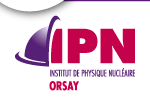 IPN
INSTITUT DE PHYSIQUE NUCLÉAIRE
ORSAY